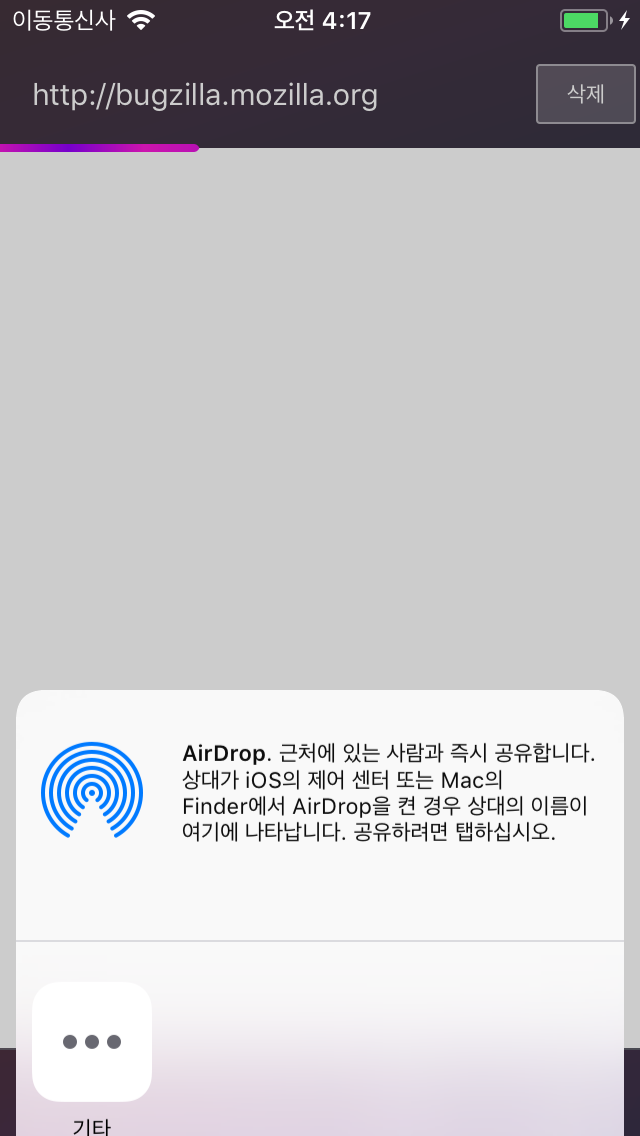 이동통신사 오전 4:17
http://bugzilla.mozilla.org 삭제
AirDrop. 근처에 있는 사람과 즉시 공유합니다.
상대가 iOS의 제어 센터 또는 Mac의
Finder에서 AirDrop을 켠 경우 상대의 이름이
여기에 나타납니다. 공유하려면 탭하십시오.
기타